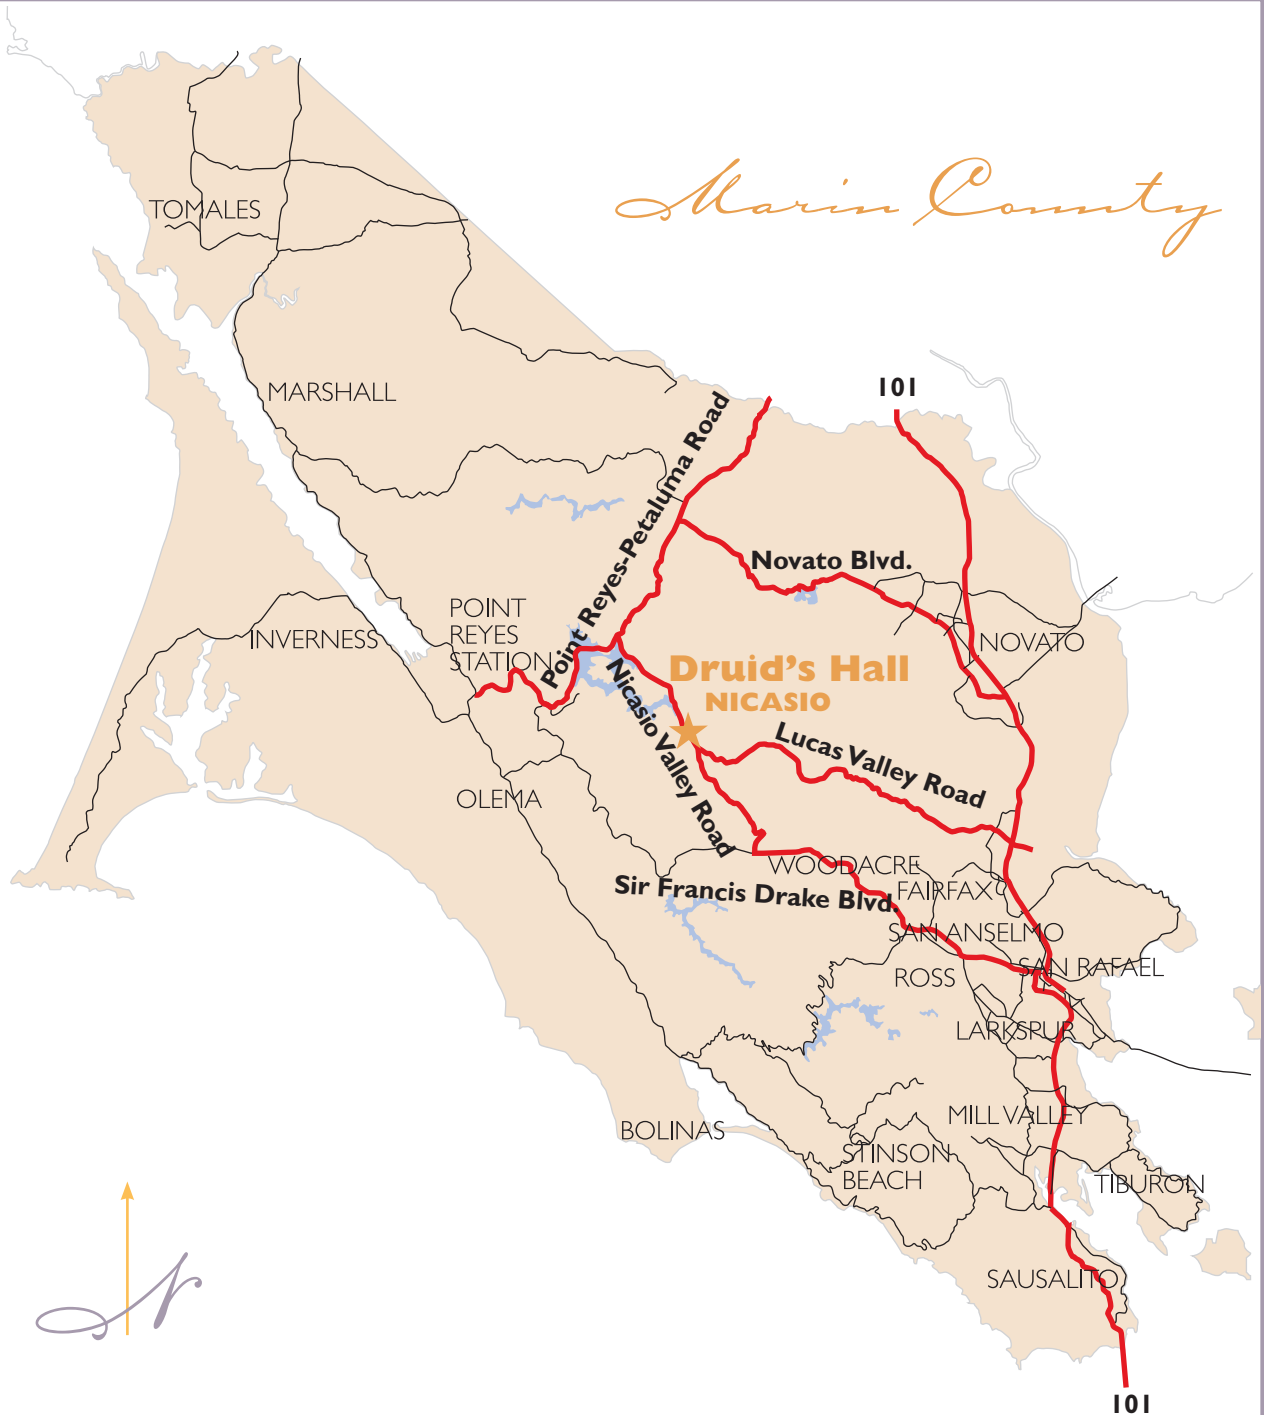 Marin County
TOMALES
MARSHALL
101
Point Reyes-Petaluma Road
Novato Blvd.
POINT
REYES
STATION
INVERNESS
NOVATO
Druid's Hall
NICASIO
Nicasio Valley Road
Lucas Valley Road
OLEMA
WOODACRE
Sir Francis Drake Blvd.
FAIRFAX
SAN ANSELMO
SAN RAFAEL
ROSS
LARKSPUR
MILL VALLEY
BOLINAS
STINSON
BEACH
TIBURON
SAUSALITO
N
101